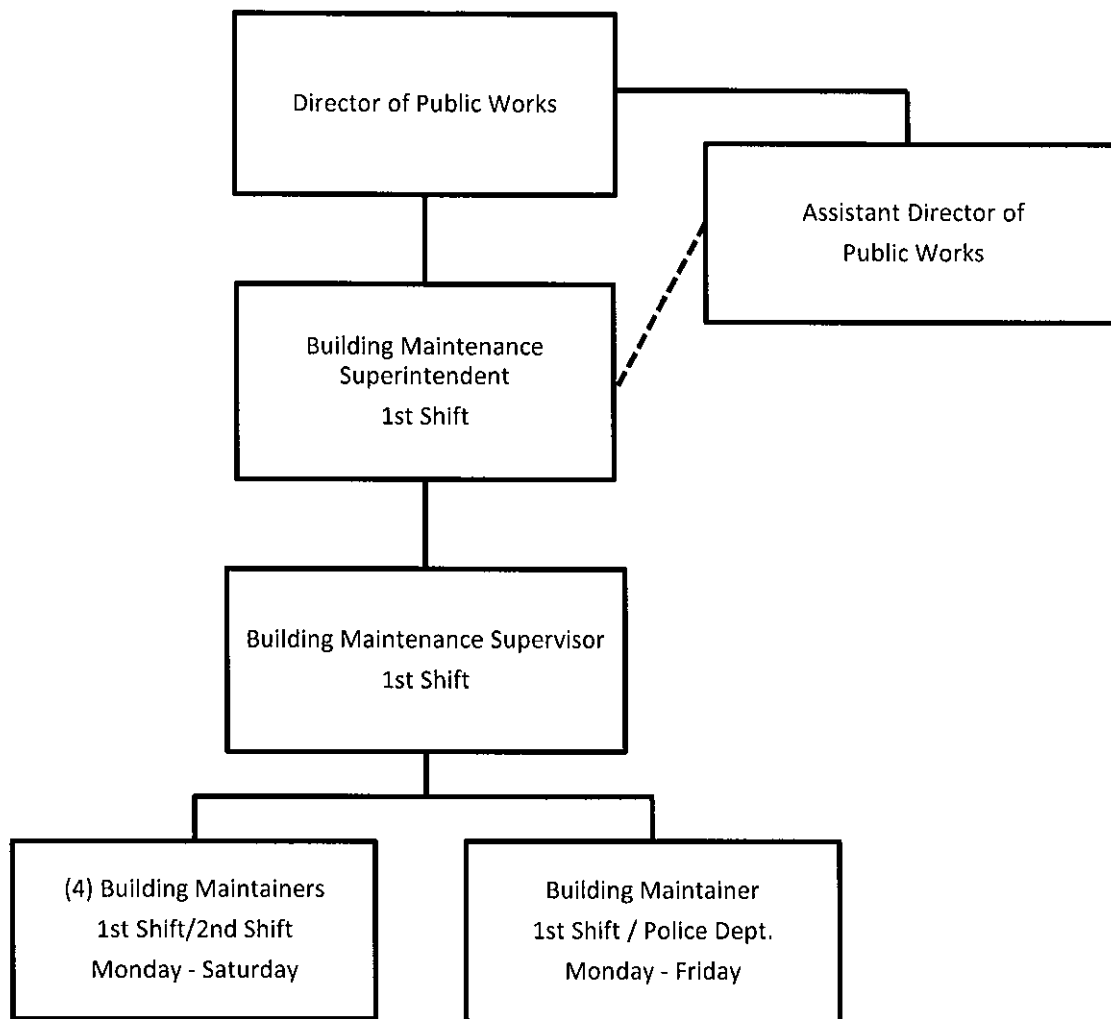 Director of Public Works
Assistant Director of
Public Works
Building Maintenance
Superintendent
1st Shift
Building Maintenance Supervisor
1st Shift
(4) Building Maintainers
1st Shift/2nd Shift
Monday - Saturday
Building Maintainer
1st Shift / Police Dept.
Monday - Friday